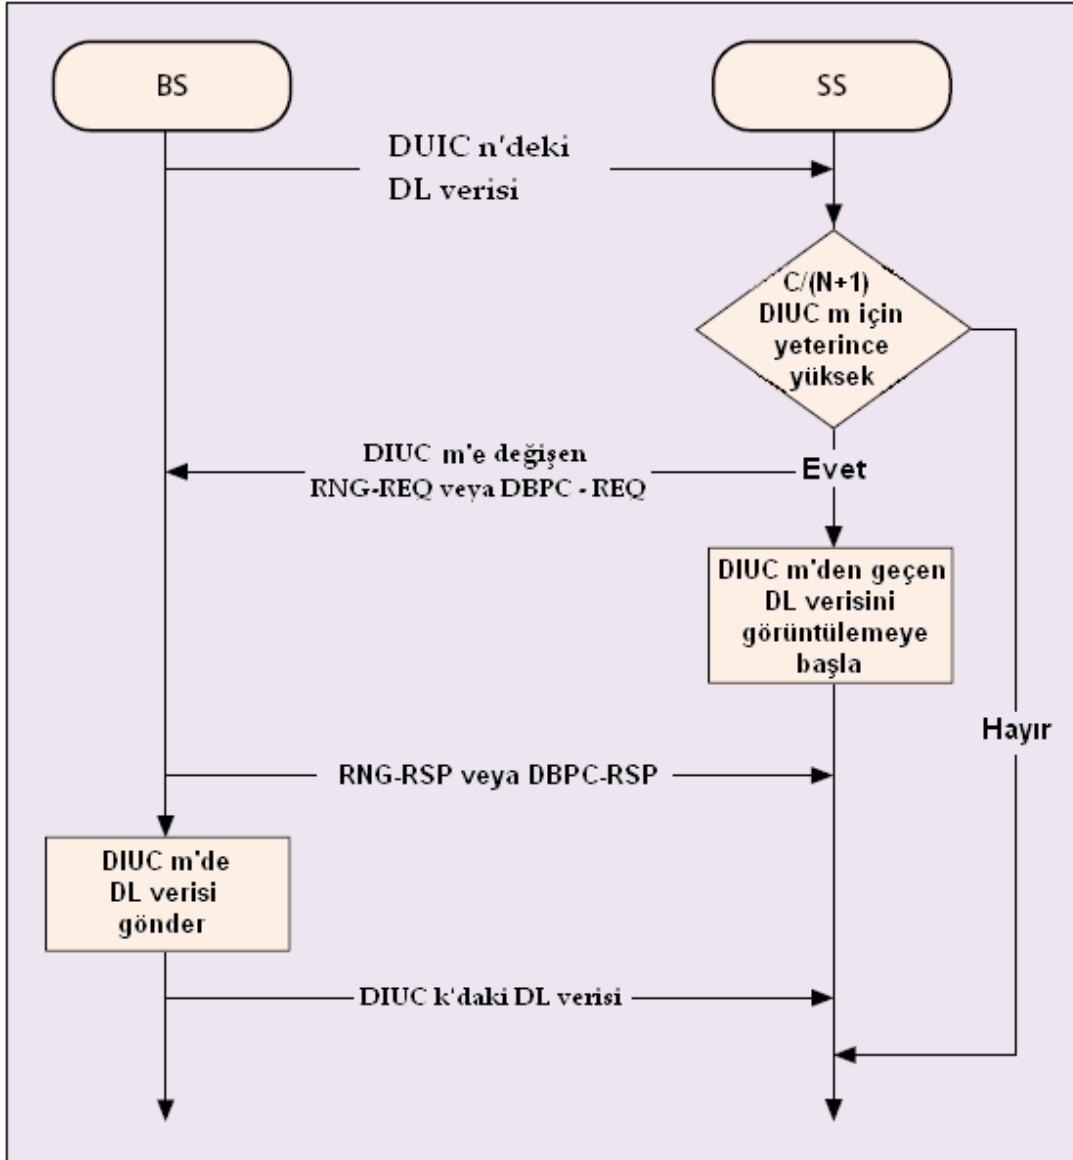 BS
SS
DUIC n'deki
DL verisi
C/(N+1)
DIUC m için
yeterince
yüksek
DIUC m'e değişen
RNG-REQ veya DBPC - REQ
Evet
DIUC m'den geçen
DL verisini
görüntülemeye
başla
Hayır
RNG-RSP veya DBPC-RSP
DIUC m'de
DL verisi
gönder
DIUC k'daki DL verisi